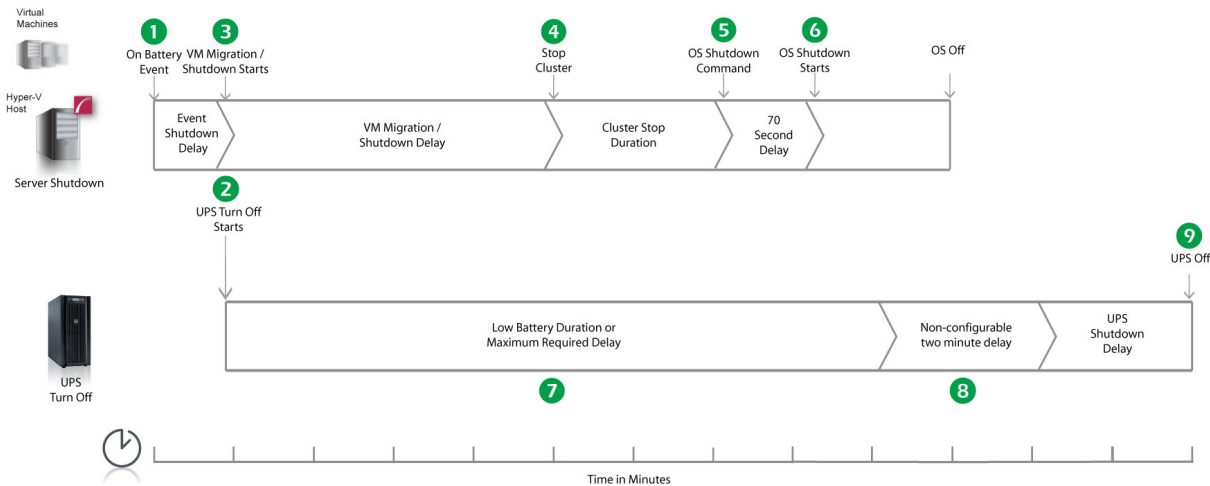 Virtual
Machines
1
3
4
5
6
On Battery
Event
VM Migration /
Shutdown Starts
Stop
Cluster
OS Shutdown
Command
OS Shutdown
Starts
OS Off
Hyper-V
Host
Server Shutdown
Event
Shutdown
Delay
VM Migration /
Shutdown Delay
Cluster Stop
Duration
70
Second
Delay
2
UPS Turn Off
Starts
9
UPS Off
UPS
Turn Off
Low Battery Duration or
Maximum Required Delay
Non-configurable
two minute delay
UPS
Shutdown
Delay
7
8
Time in Minutes